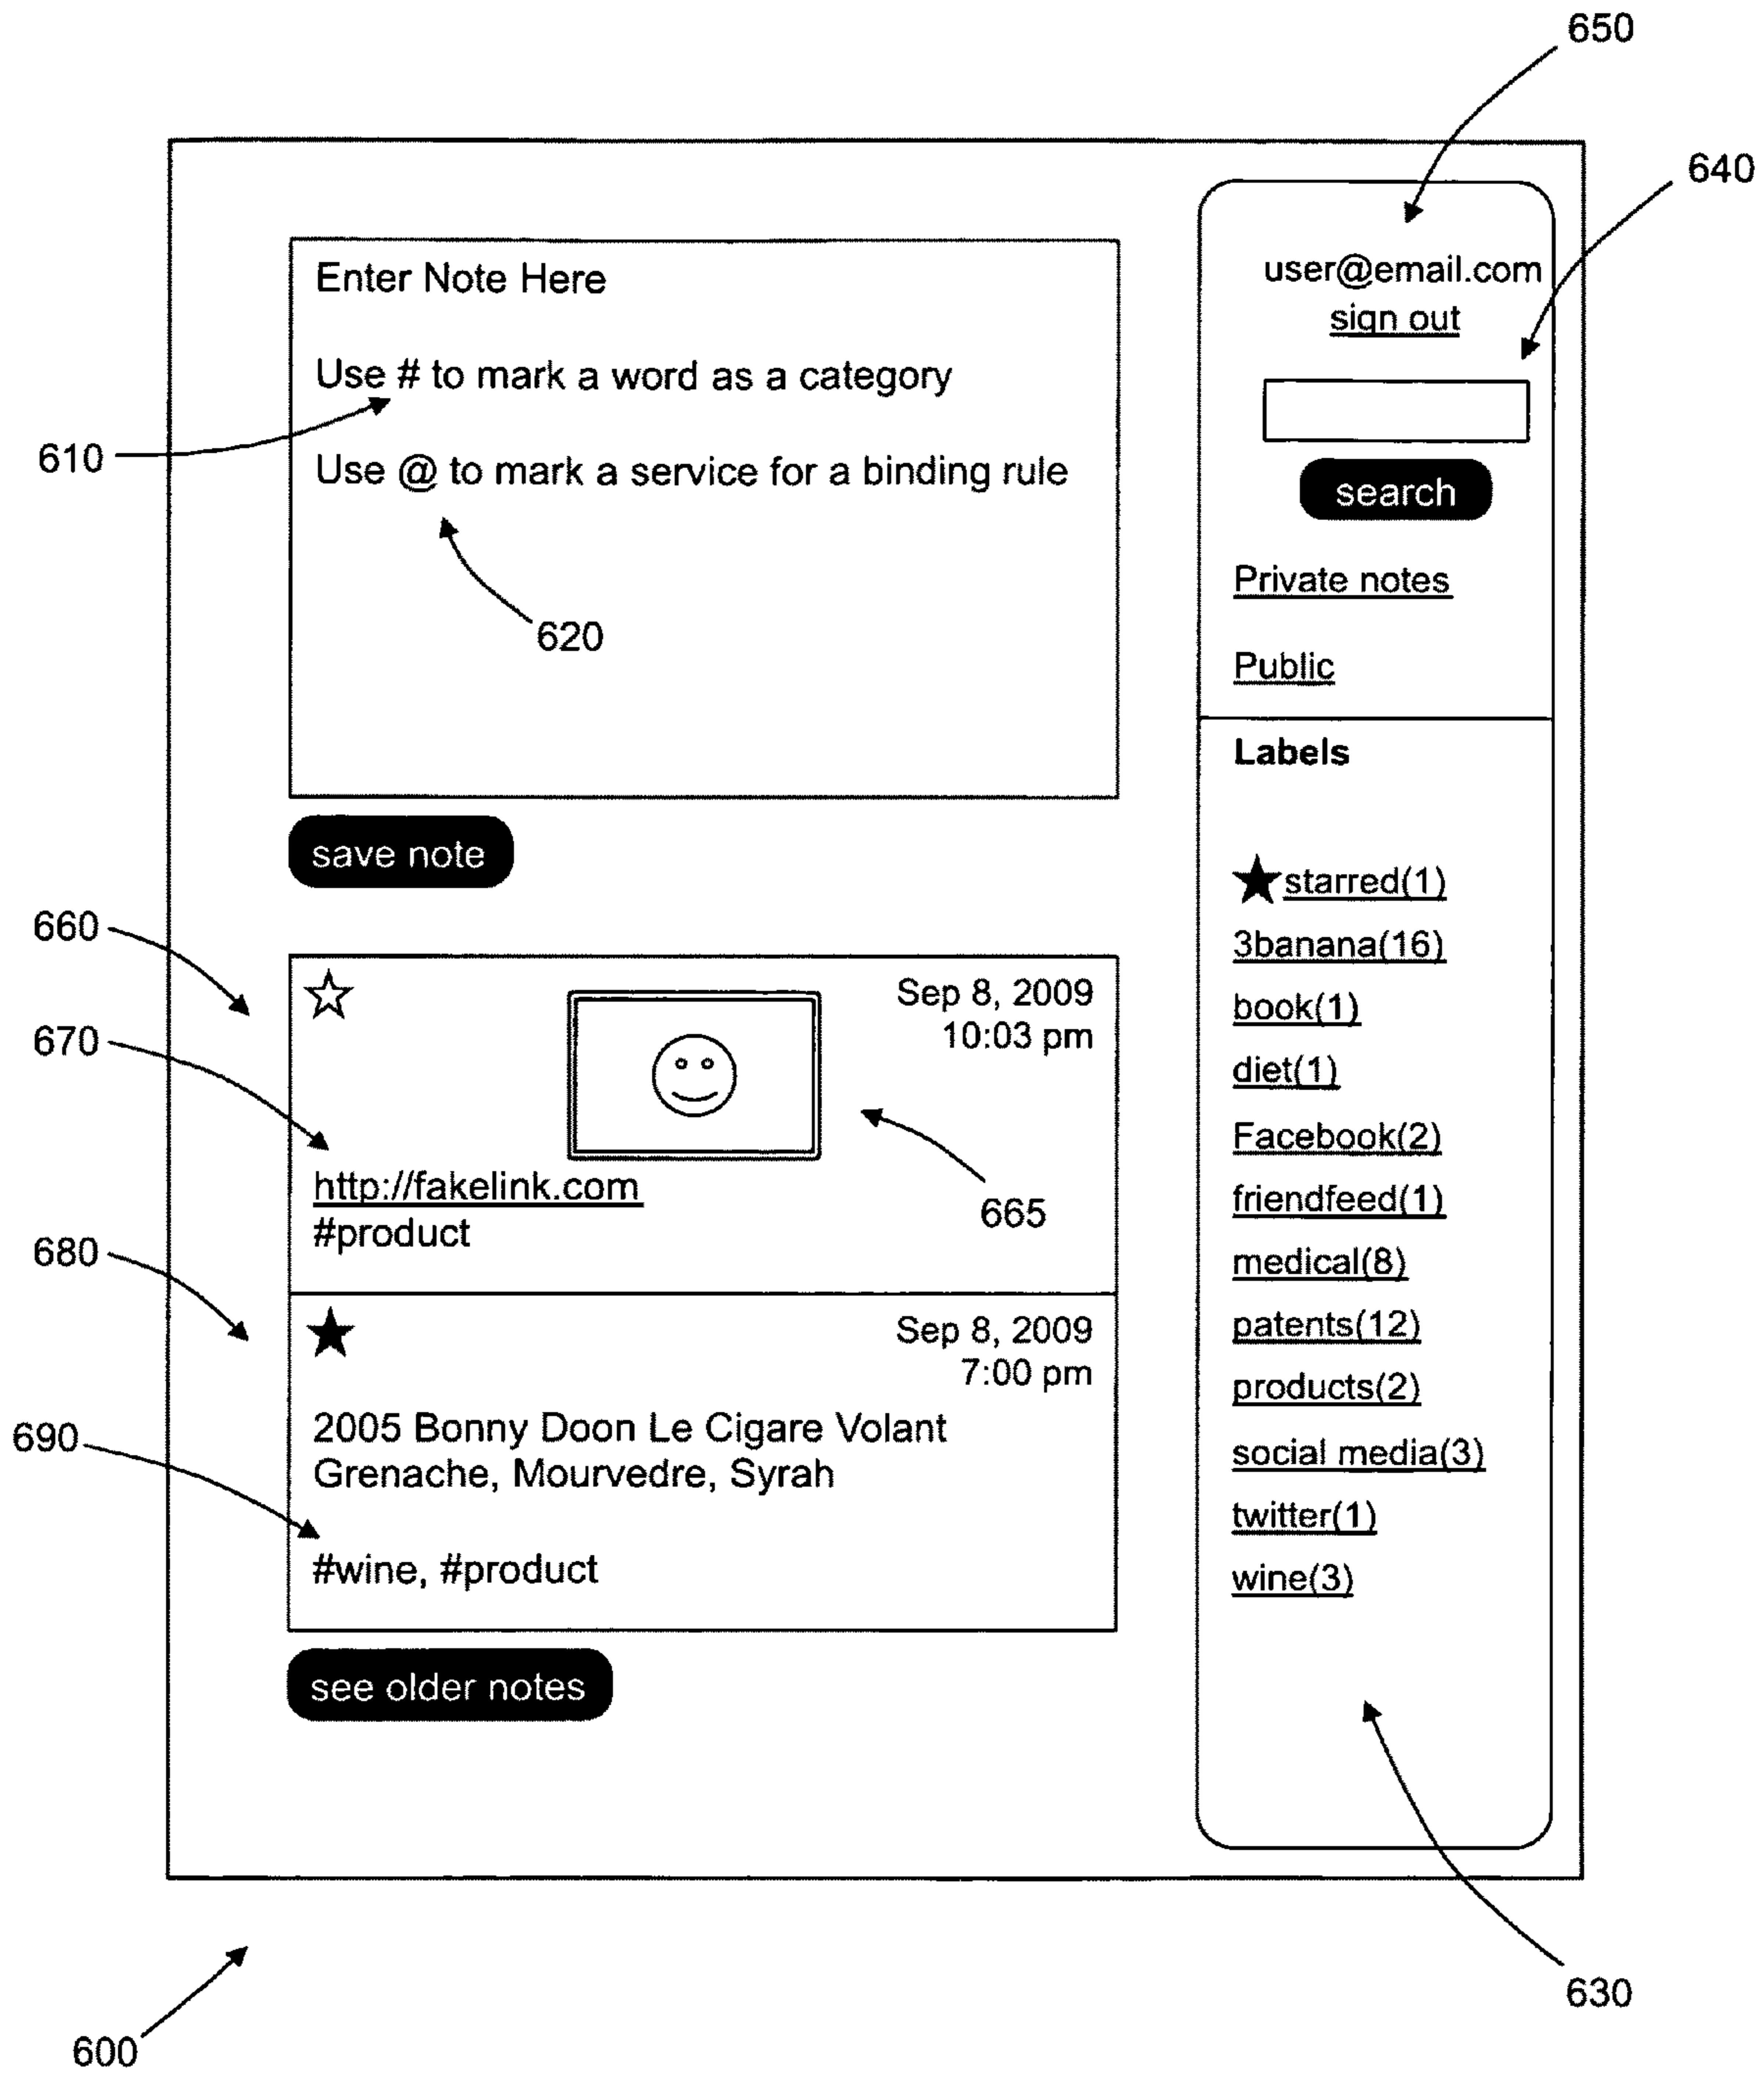 650
640
Enter Note Here
Use # to mark a word as a category
610
Use @ to mark a service for a binding rule
620
save note
660
Sep 8, 2009
10:03 pm
670
665
http://fakelink.com
#product
680
Sep 8, 2009
7:00 pm
2005 Bonny Doon Le Cigare Volant
Grenache, Mourvedre, Syrah
690
#wine, #product
see older notes
user@email.com
sign out
search
Private notes
Public
Labels
starred(1)
3banana(16)
book(1)
diet(1)
Facebook(2)
friendfeed(1)
medical(8)
patents(12)
products(2)
social media(3)
twitter(1)
wine(3)
630
600